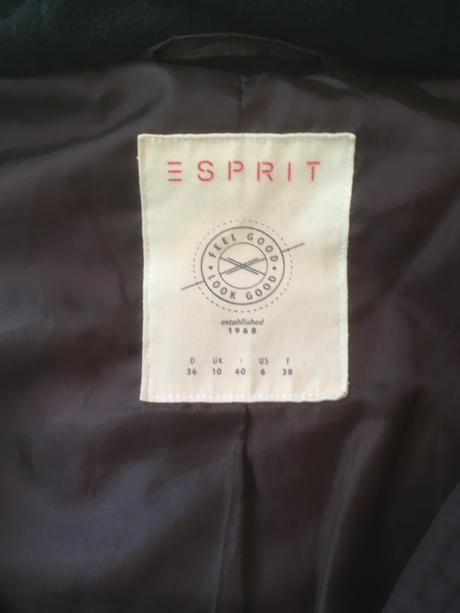 ESPRIT
FEEL GOOD
LOOK GOOD
established
1968
D UK I US F
36 10 40 6 38